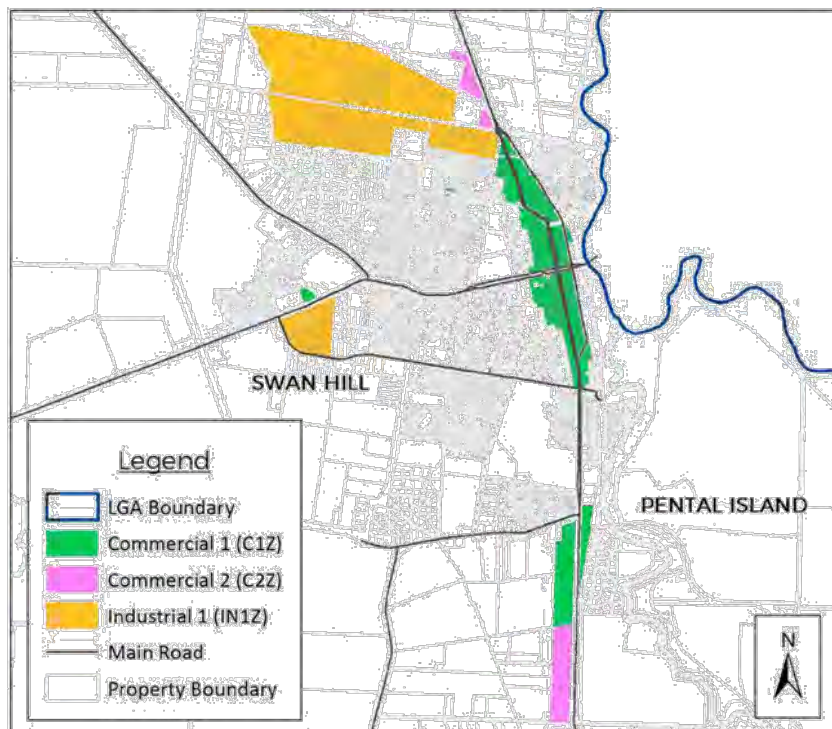 SWAN HILL
PENTAL ISLAND
Legend
LGA Boundary
Commercial 1 (C1Z)
Commercial 2 (C2Z)
Industrial 1 (IN1Z)
Main Road
Property Boundary
N